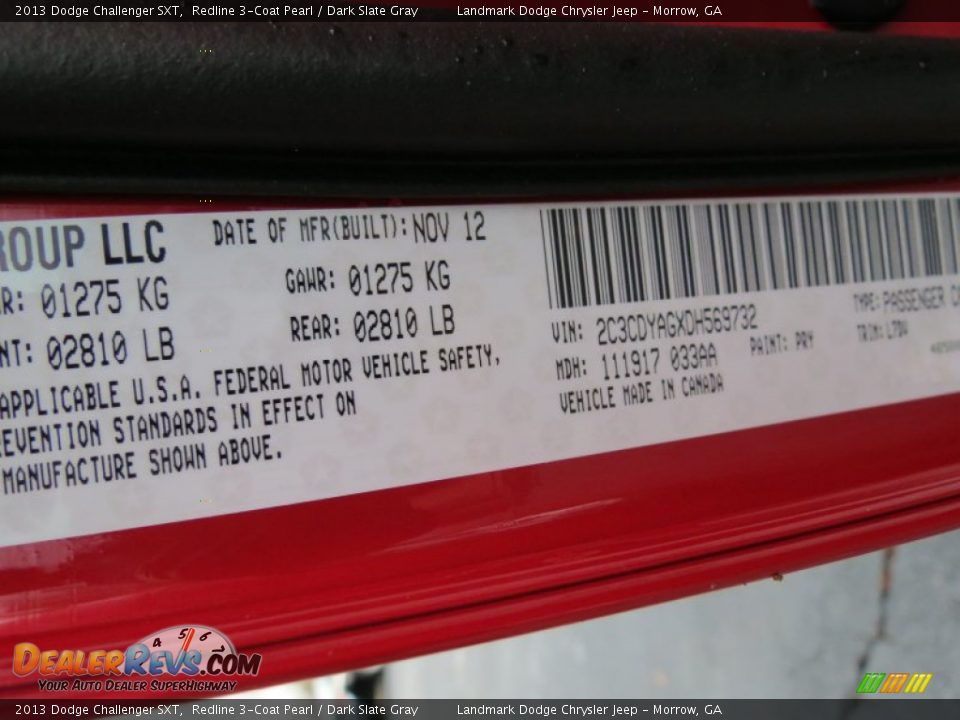 2013 Dodge Challenger SXT, Redline 3-Coat Pearl / Dark Slate Gray Landmark Dodge Chrysler Jeep - Morrow, GA
ROUP LLC DATE OF MFR(BUILT): NOV 12
R: 01275 KG GAWR: 01275 KG
NT: 02810 LB REAR: 02810 LB
APPLICABLE U.S.A. FEDERAL MOTOR VEHICLE SAFETY,
EVENTION STANDARDS IN EFFECT ON
MANUFACTURE SHOWN ABOVE.
VIN: 2C3CDYAGXDH569732 TYPE: PASSENGER
MDH: 111917 033AA PAINT: PRY TRIM:
VEHICLE MADE IN CANADA
4 5 6
DEALERREVS.COM
YOUR AUTO DEALER SUPERHIGHWAY
2013 Dodge Challenger SXT, Redline 3-Coat Pearl / Dark Slate Gray Landmark Dodge Chrysler Jeep - Morrow, GA